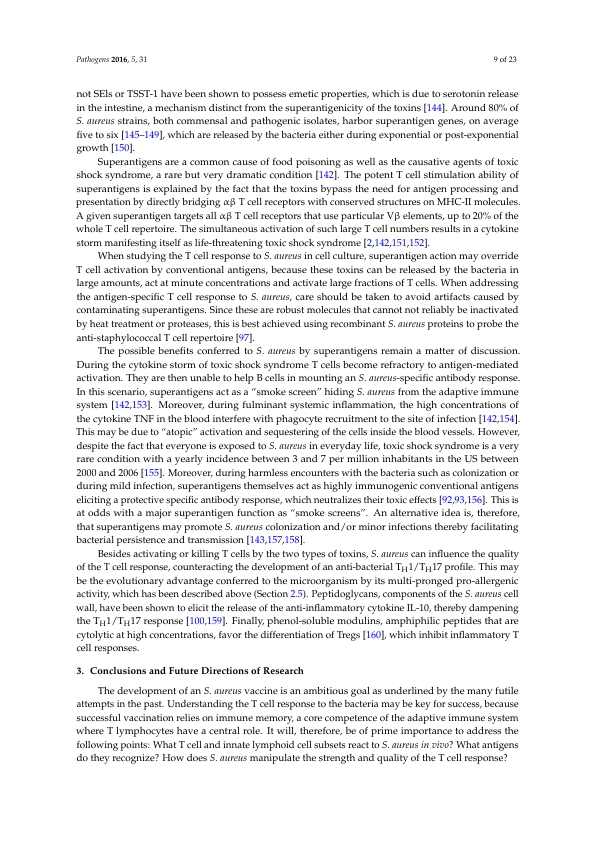 Pathogens 2016, 5, 31
9 of 23
not SEls or TSST-1 have been shown to possess emetic properties, which is due to serotonin release
in the intestine, a mechanism distinct from the superantigenicity of the toxins [144]. Around 80% of
S. aureus strains, both commensal and pathogenic isolates, harbor superantigen genes, on average
five to six [145–149], which are released by the bacteria either during exponential or post-exponential
growth [150].
Superantigens are a common cause of food poisoning as well as the causative agents of toxic
shock syndrome, a rare but very dramatic condition [142]. The potent T cell stimulation ability of
superantigens is explained by the fact that the toxins bypass the need for antigen processing and
presentation by directly bridging αβ T cell receptors with conserved structures on MHC-II molecules.
A given superantigen targets all αβ T cell receptors that use particular Vβ elements, up to 20% of the
whole T cell repertoire. The simultaneous activation of such large T cell numbers results in a cytokine
storm manifesting itself as life-threatening toxic shock syndrome [2,142,151,152].
When studying the T cell response to S. aureus in cell culture, superantigen action may override
T cell activation by conventional antigens, because these toxins can be released by the bacteria in
large amounts, act at minute concentrations and activate large fractions of T cells. When addressing
the antigen-specific T cell response to S. aureus, care should be taken to avoid artifacts caused by
contaminating superantigens. Since these are robust molecules that cannot not reliably be inactivated
by heat treatment or proteases, this is best achieved using recombinant S. aureus proteins to probe the
anti-staphylococcal T cell repertoire [97].
The possible benefits conferred to S. aureus by superantigens remain a matter of discussion.
During the cytokine storm of toxic shock syndrome T cells become refractory to antigen-mediated
activation. They are then unable to help B cells in mounting an S. aureus-specific antibody response.
In this scenario, superantigens act as a “smoke screen” hiding S. aureus from the adaptive immune
system [142,153]. Moreover, during fulminant systemic inflammation, the high concentrations of
the cytokine TNF in the blood interfere with phagocyte recruitment to the site of infection [142,154].
This may be due to “atopic” activation and sequestering of the cells inside the blood vessels. However,
despite the fact that everyone is exposed to S. aureus in everyday life, toxic shock syndrome is a very
rare condition with a yearly incidence between 3 and 7 per million inhabitants in the US between
2000 and 2006 [155]. Moreover, during harmless encounters with the bacteria such as colonization or
during mild infection, superantigens themselves act as highly immunogenic conventional antigens
eliciting a protective specific antibody response, which neutralizes their toxic effects [92,93,156]. This is
at odds with a major superantigen function as “smoke screens”. An alternative idea is, therefore,
that superantigens may promote S. aureus colonization and/or minor infections thereby facilitating
bacterial persistence and transmission [143,157,158].
Besides activating or killing T cells by the two types of toxins, S. aureus can influence the quality
of the T cell response, counteracting the development of an anti-bacterial TH1/TH17 profile. This may
be the evolutionary advantage conferred to the microorganism by its multi-pronged pro-allergenic
activity, which has been described above (Section 2.5). Peptidoglycans, components of the S. aureus cell
wall, have been shown to elicit the release of the anti-inflammatory cytokine IL-10, thereby dampening
the TH1/TH17 response [100,159]. Finally, phenol-soluble modulins, amphiphilic peptides that are
cytolytic at high concentrations, favor the differentiation of Tregs [160], which inhibit inflammatory T
cell responses.
3. Conclusions and Future Directions of Research
The development of an S. aureus vaccine is an ambitious goal as underlined by the many futile
attempts in the past. Understanding the T cell response to the bacteria may be key for success, because
successful vaccination relies on immune memory, a core competence of the adaptive immune system
where T lymphocytes have a central role. It will, therefore, be of prime importance to address the
following points: What T cell and innate lymphoid cell subsets react to S. aureus in vivo? What antigens
do they recognize? How does S. aureus manipulate the strength and quality of the T cell response?